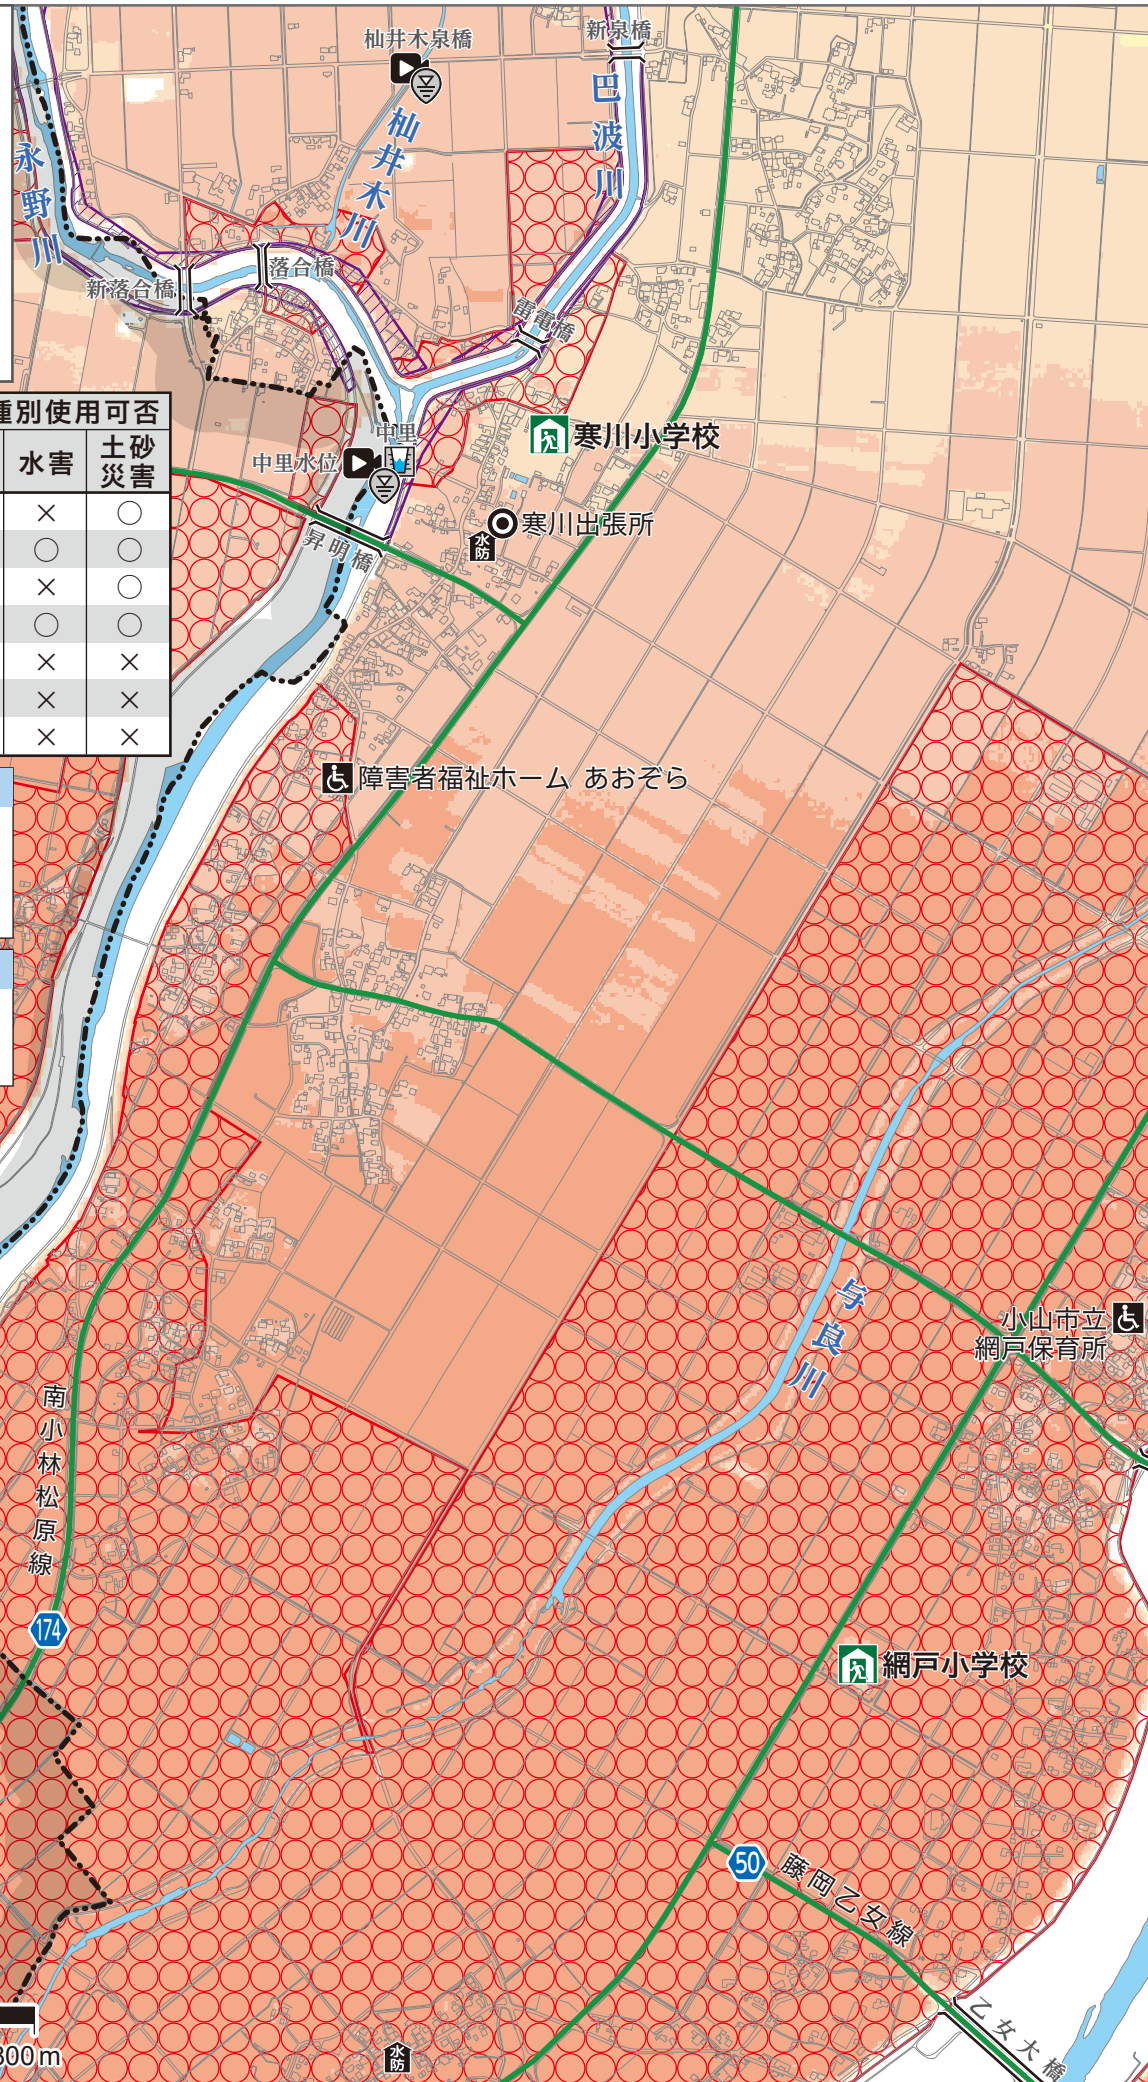 杣井木泉橋
新泉橋
巴波川
杣井木川
永野川
落合橋
新落合橋
雷電橋
種別使用可否
水害
土砂
災害
× ○
○ ○
× ○
○ ○
× ×
× ×
× ×
中里
中里水位
寒川小学校
寒川出張所
水防
昇明橋
障害者福祉ホーム あおぞら
与良川
小山市立
網戸保育所
南小林松原線
174
網戸小学校
50
藤岡乙女線
乙女大橋
300m
水防